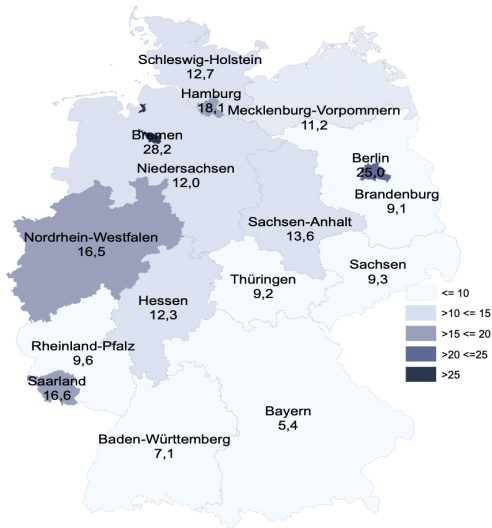 Schleswig-Holstein
12,7
Hamburg
18,1
Mecklenburg-Vorpommern
11,2
Bremen
28,2
Niedersachsen
12,0
Berlin
25,0
Brandenburg
9,1
Sachsen-Anhalt
13,6
Nordrhein-Westfalen
16,5
Sachsen
9,3
Thüringen
9,2
Hessen
12,3
Rheinland-Pfalz
9,6
Saarland
16,6
Bayern
5,4
Baden-Württemberg
7,1
<= 10
>10 <= 15
>15 <= 20
>20 <=25
>25